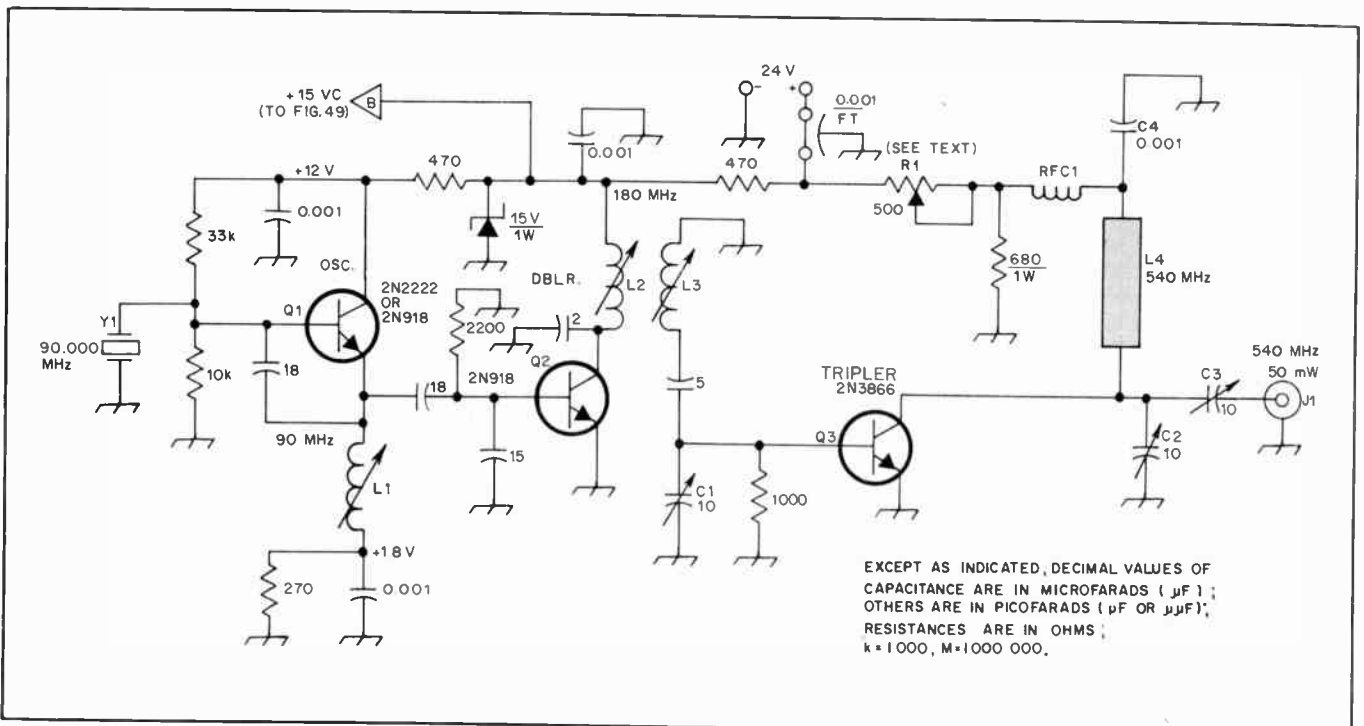 24 V
- +
+15 VC
(TO FIG. 49)
B
0.001
FT
0.001
C4
0.001
470
470
(SEE TEXT)
R1
500
RFC1
+12 V
180 MHz
0.001
33k
15V
1W
OSC.
DBLR.
L2
L3
680
1W
L4
540 MHz
Q1
2N2222
OR
2N918
2200
2
Y1
90.000
MHz
10k
18
18
2N918
Q2
5
TRIPLER
2N3866
540 MHz
50 mW
C3
10
J1
90 MHz
15
Q3
C2
10
L1
C1
10
1000
+1.8 V
270
0.001
EXCEPT AS INDICATED, DECIMAL VALUES OF
CAPACITANCE ARE IN MICROFARADS ( µF ) ;
OTHERS ARE IN PICOFARADS ( pF OR µµF);
RESISTANCES ARE IN OHMS ;
k=1000, M=1000 000.